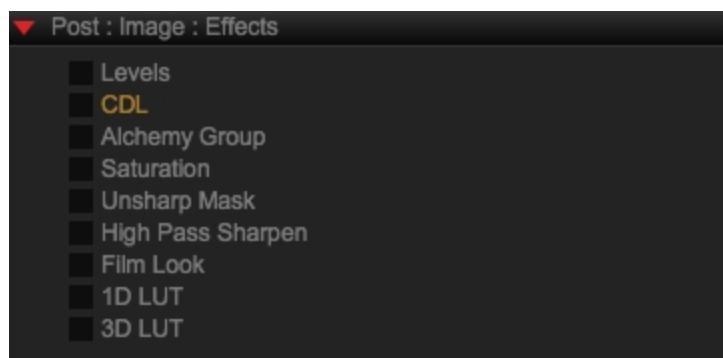 Post : Image : Effects
Levels
CDL
Alchemy Group
Saturation
Unsharp Mask
High Pass Sharpen
Film Look
1D LUT
3D LUT